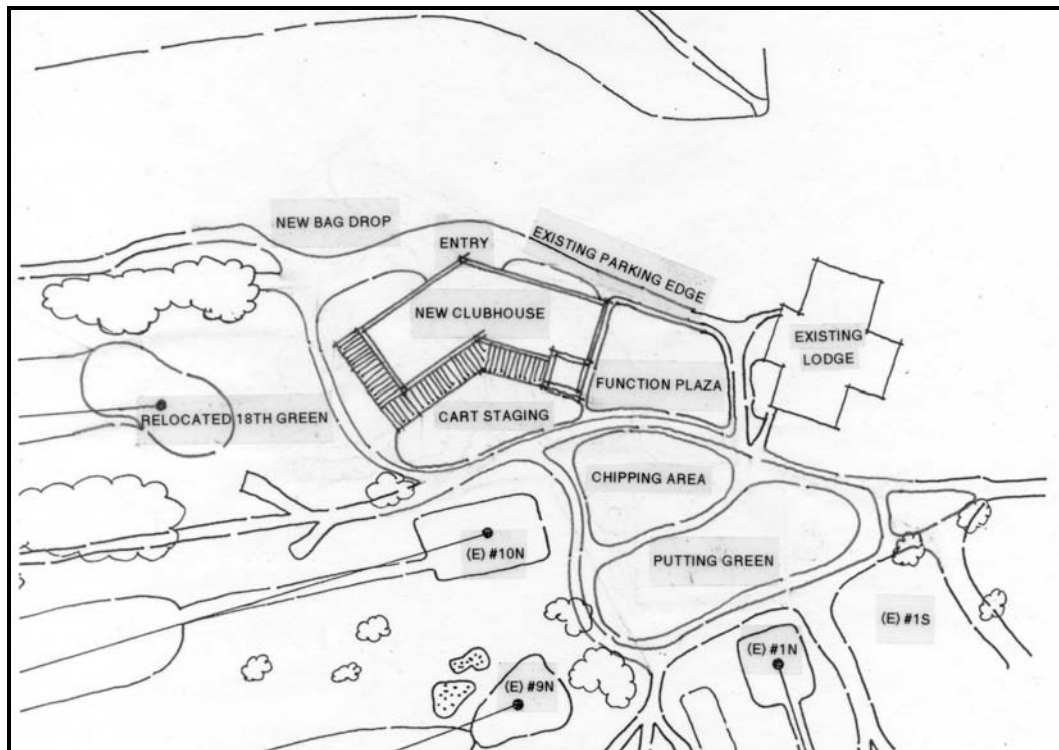 NEW BAG DROP
ENTRY
EXISTING PARKING EDGE
NEW CLUBHOUSE
EXISTING
LODGE
FUNCTION PLAZA
RELOCATED 18TH GREEN
CART STAGING
CHIPPING AREA
(E) #10N
PUTTING GREEN
(E) #1S
(E) #1N
(E) #9N